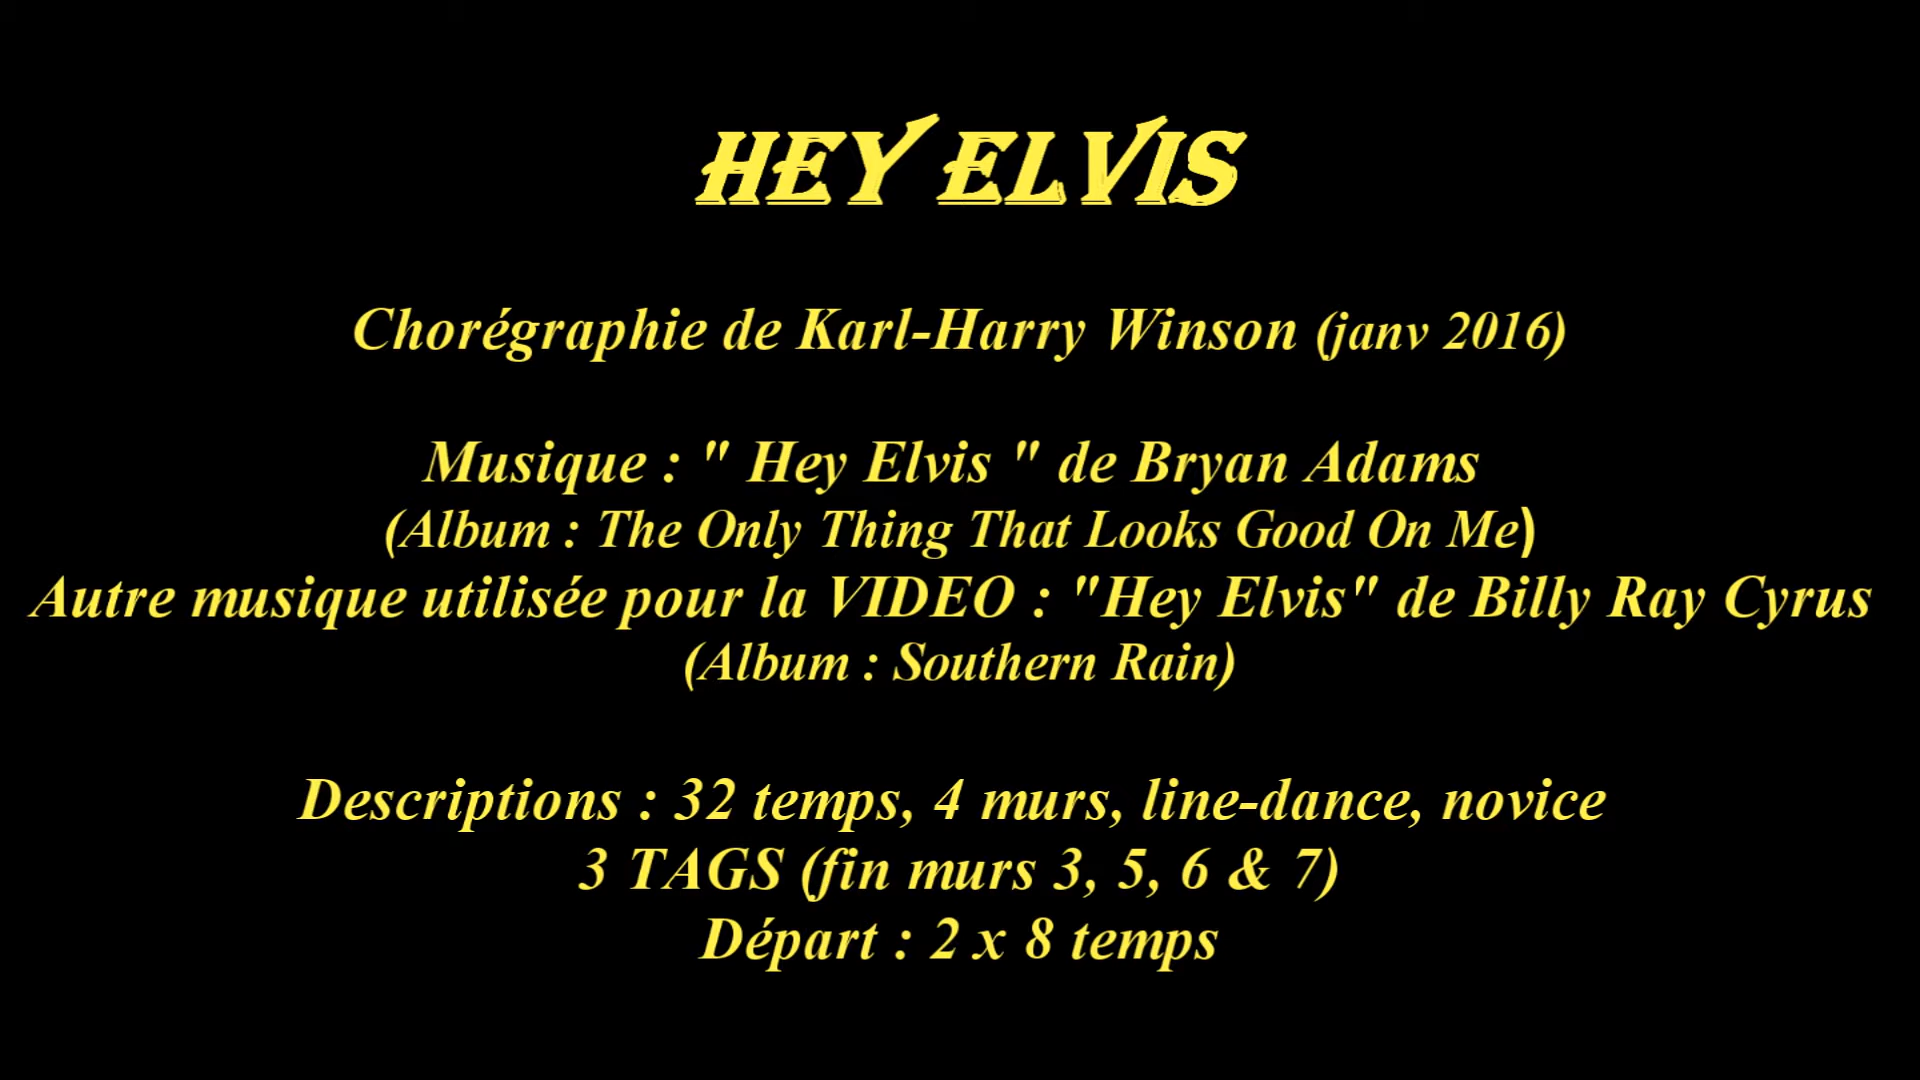 HEY ELVIS
Chorégraphie de Karl-Harry Winson (janv 2016)
Musique : " Hey Elvis " de Bryan Adams
(Album : The Only Thing That Looks Good On Me)
Autre musique utilisée pour la VIDEO : "Hey Elvis" de Billy Ray Cyrus
(Album : Southern Rain)
Descriptions : 32 temps, 4 murs, line-dance, novice
3 TAGS (fin murs 3, 5, 6 & 7)
Départ : 2 x 8 temps